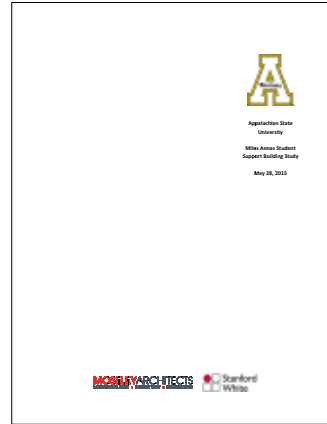 A
Appalachian State
University
Miles Annas Student
Support Building Study
May 28, 2015
MOSELEYARCHITECTS
Stanford
White